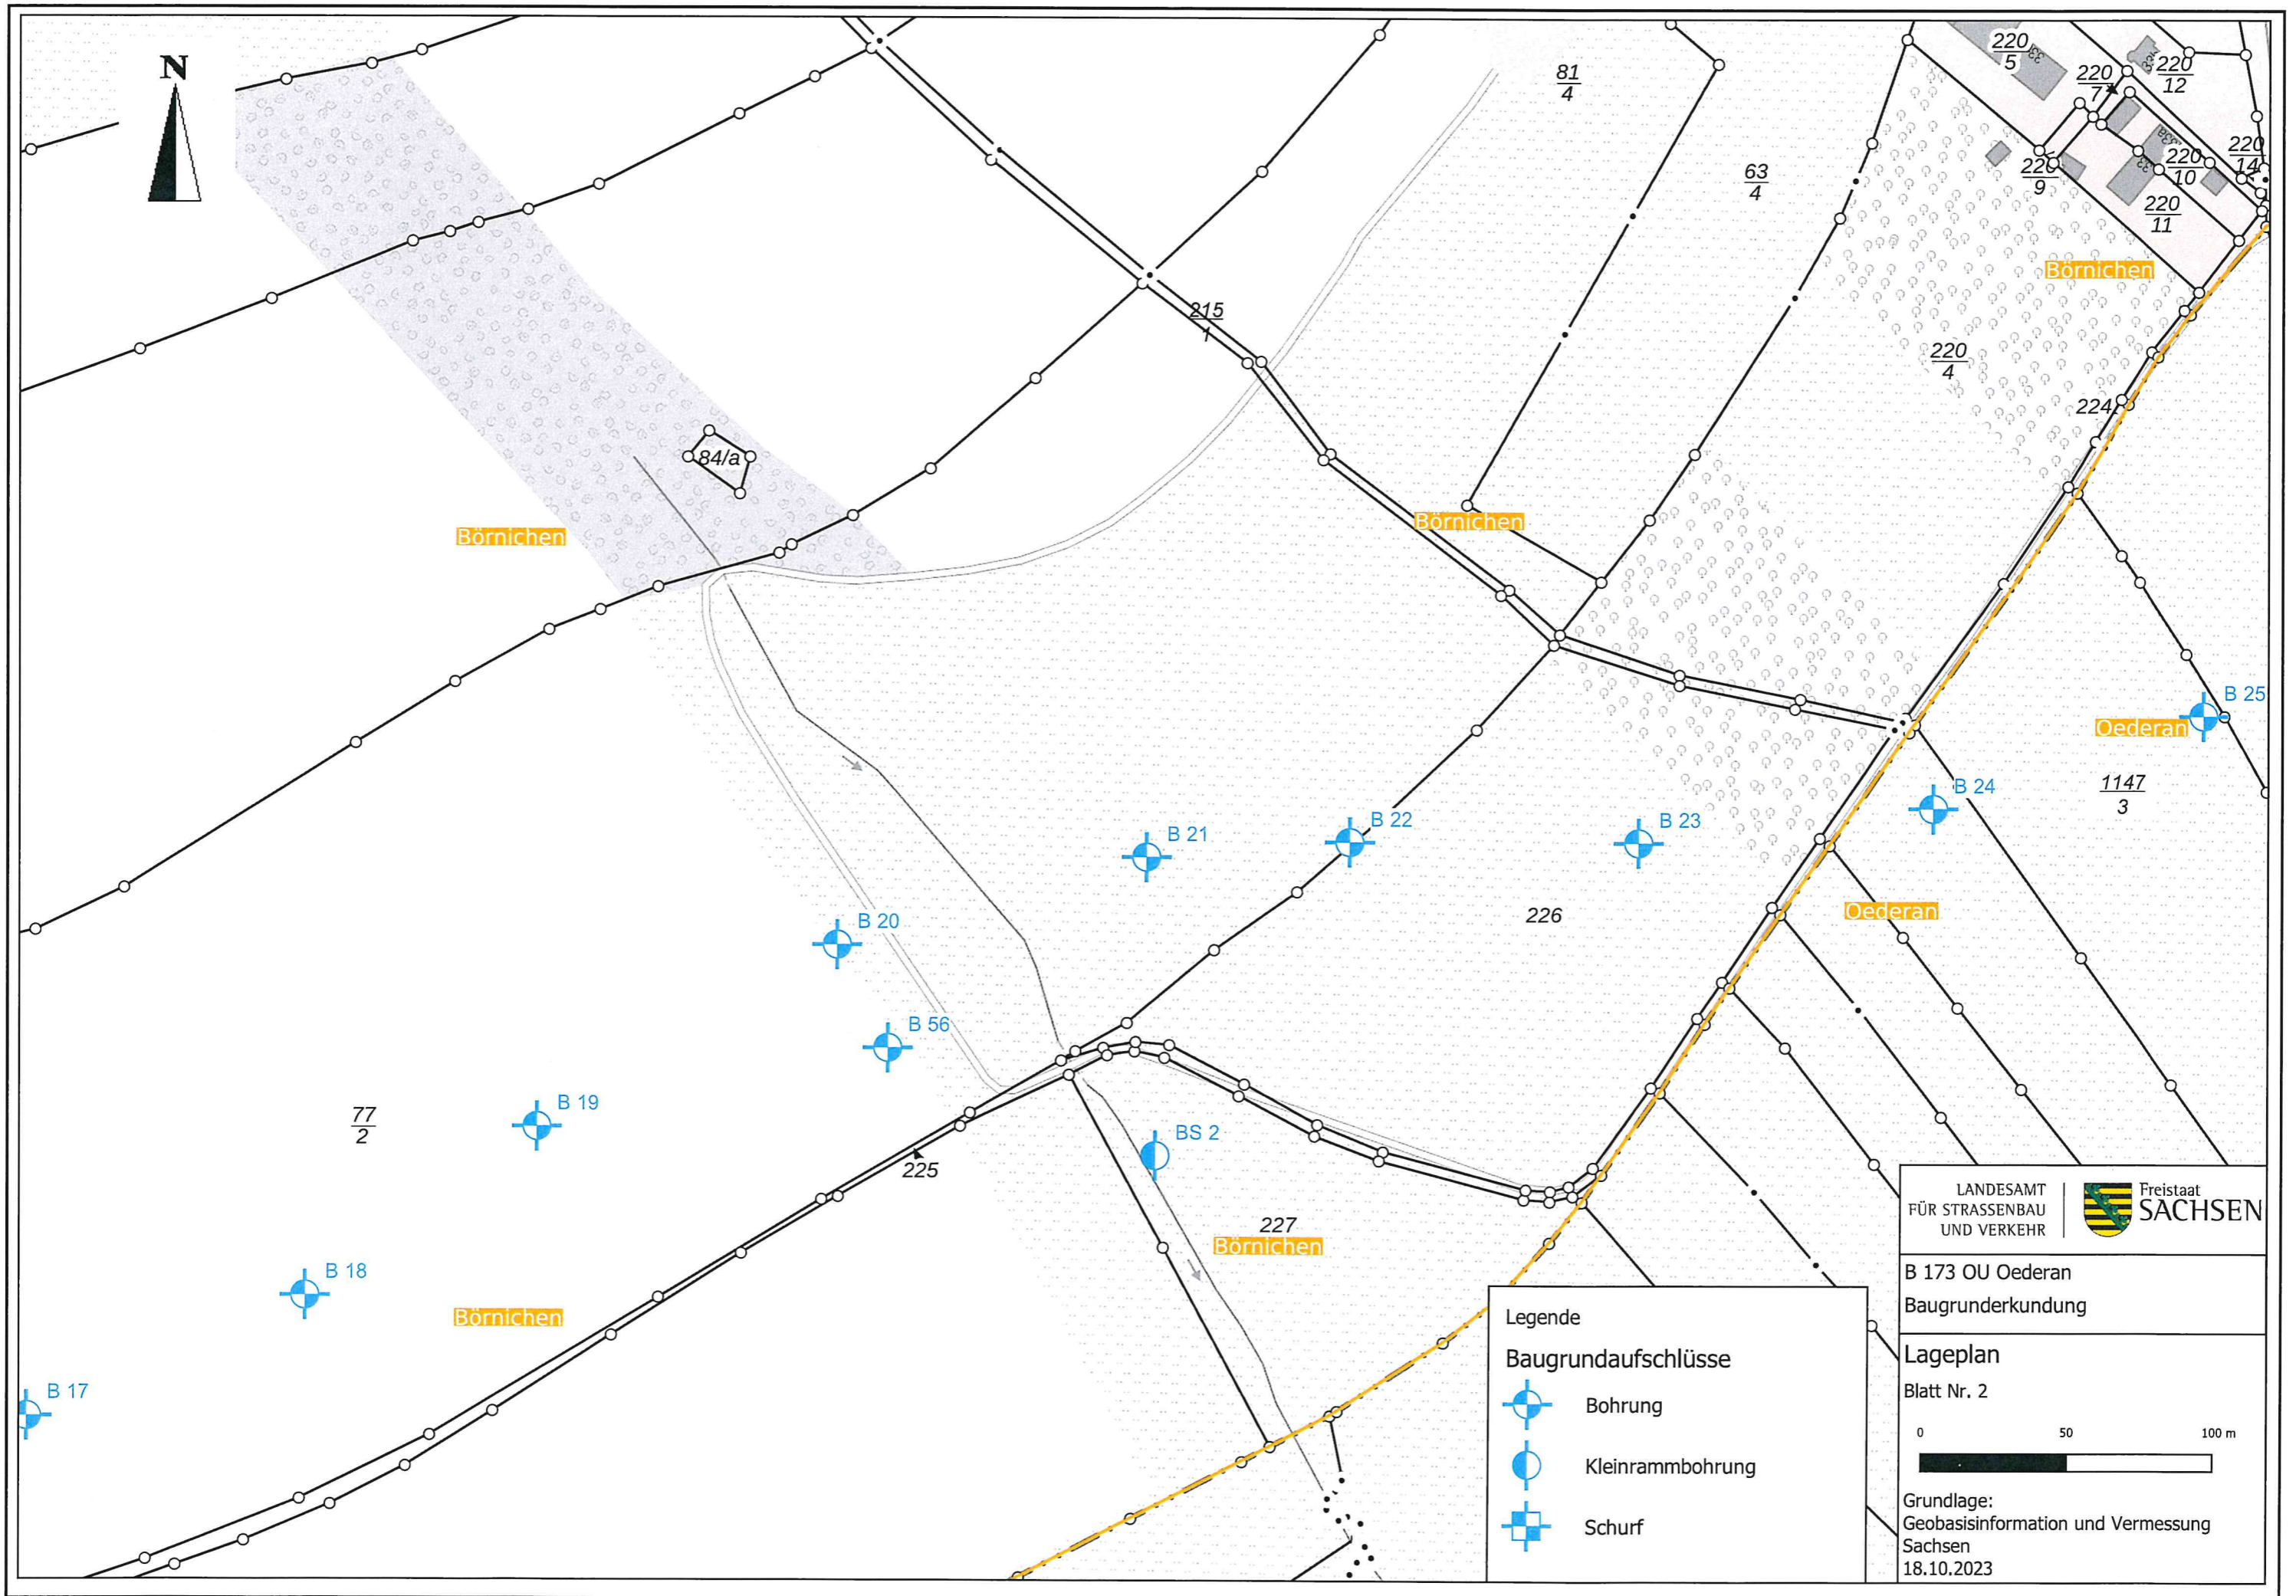 N
81
4
63
4
220
5
220
7
220
12
220
14
220
9
220
10
220
11
33f
33a
33
Börnichen
215
1
220
4
224
84/a
Börnichen
Börnichen
B 25
Oederan
B 24
1147
3
B 21
B 22
B 23
226
Oederan
B 20
B 56
77
2
B 19
BS 2
225
227
Börnichen
B 18
Börnichen
B 17
Legende
Baugrundaufschlüsse
Bohrung
Kleinrammbohrung
Schurf
LANDESAMT
FÜR STRASSENBAU
UND VERKEHR
Freistaat
SACHSEN
B 173 OU Oederan
Baugrunderkundung
Lageplan
Blatt Nr. 2
0 50 100 m
Grundlage:
Geobasisinformation und Vermessung
Sachsen
18.10.2023